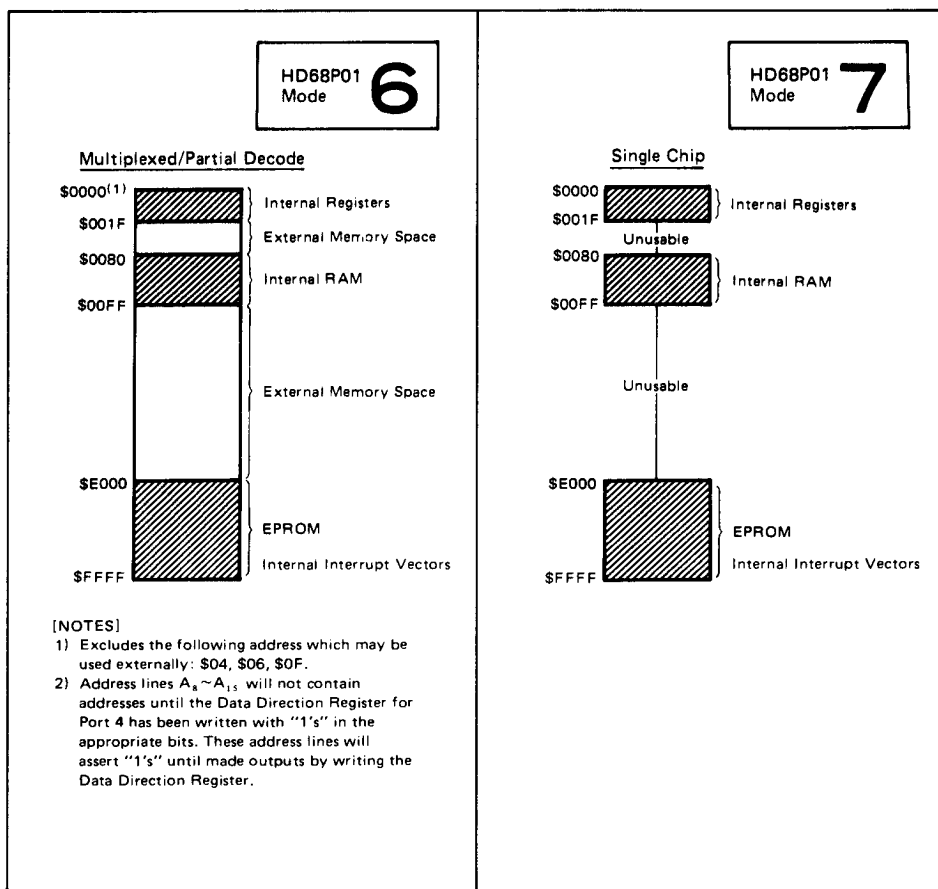 HD68P01
Mode 6
Multiplexed/Partial Decode
$0000(1)
Internal Registers
$001F
External Memory Space
$0080
Internal RAM
$00FF
External Memory Space
$E000
EPROM
Internal Interrupt Vectors
$FFFF
[NOTES]
1) Excludes the following address which may be
used externally: $04, $06, $0F.
2) Address lines A8~A15 will not contain
addresses until the Data Direction Register for
Port 4 has been written with "1's" in the
appropriate bits. These address lines will
assert "1's" until made outputs by writing the
Data Direction Register.
HD68P01
Mode 7
Single Chip
$0000
Internal Registers
$001F
Unusable
$0080
Internal RAM
$00FF
Unusable
$E000
EPROM
Internal Interrupt Vectors
$FFFF